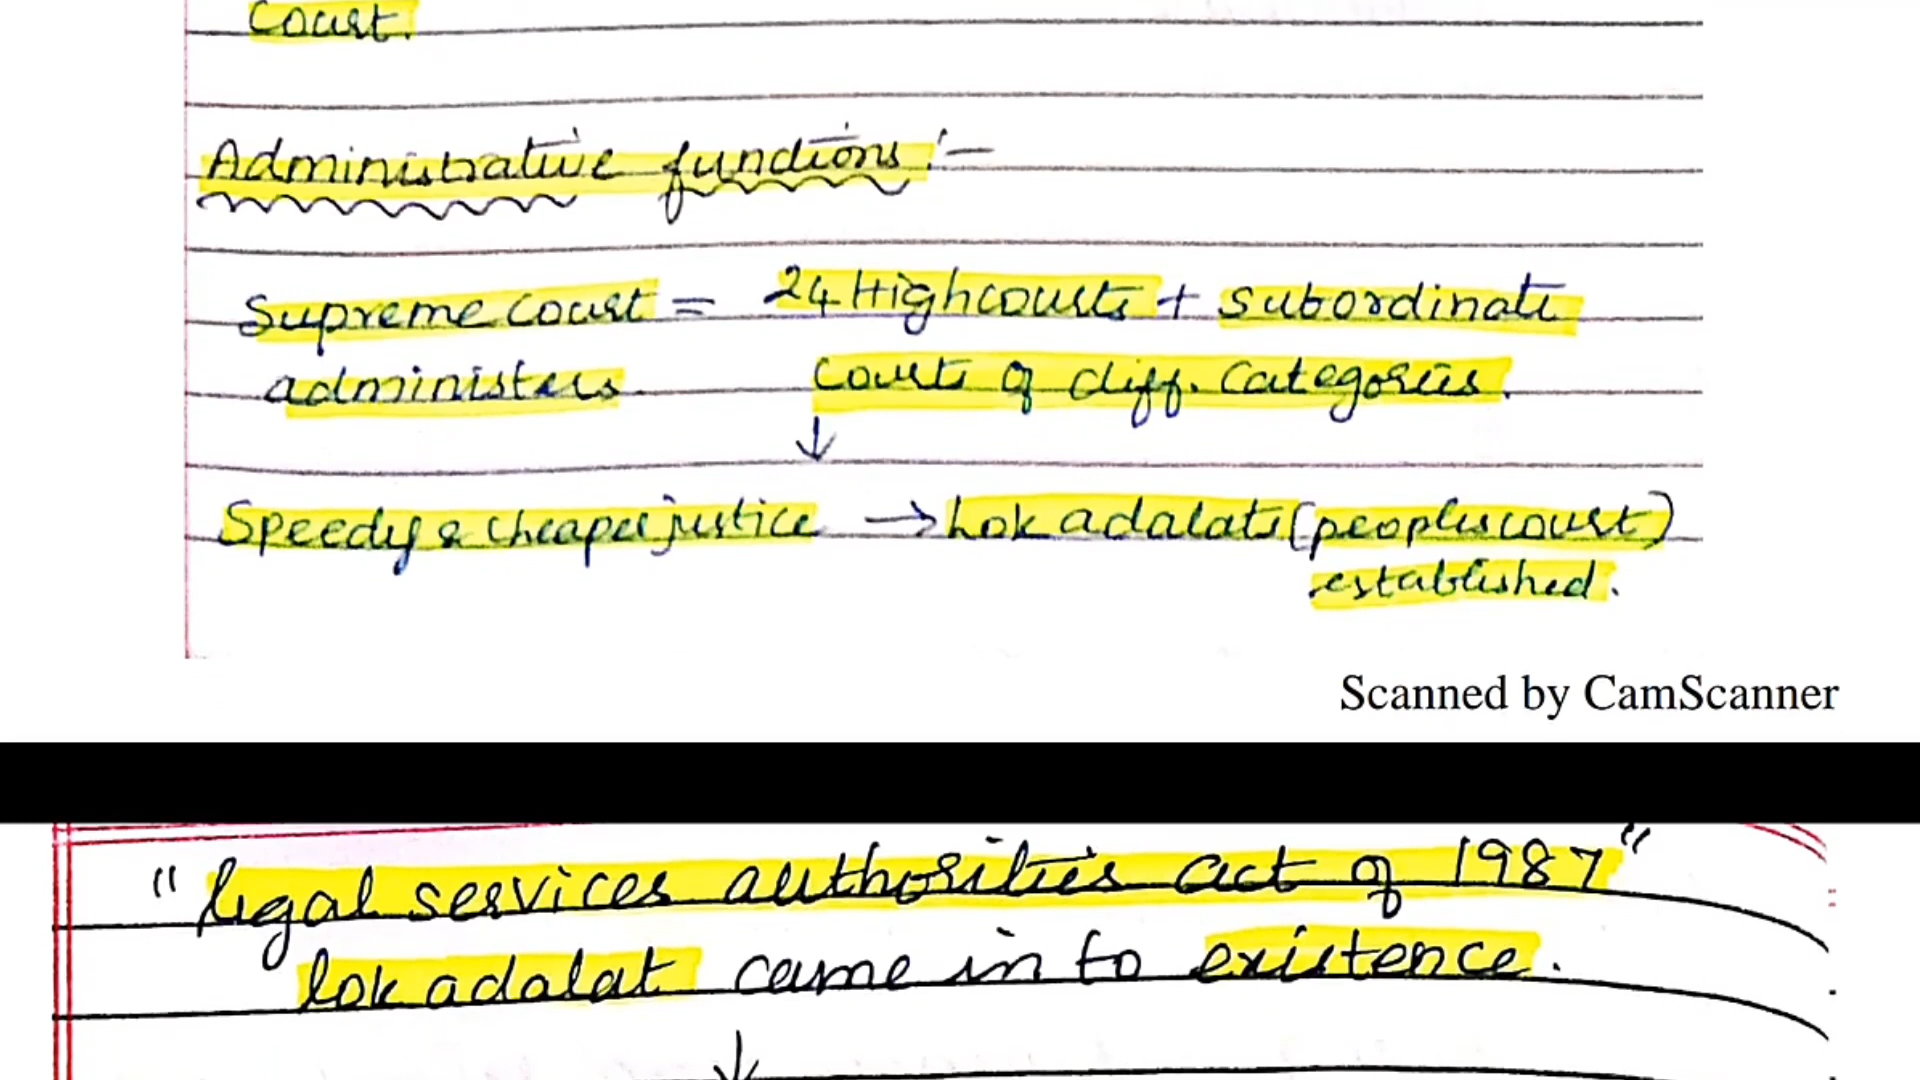 Court.
Administrative functions :-
Supreme Court = 24 Highcourts + subordinate
administers courts of diff. Categories.
↓
Speedy & cheaper justice → Lok adalats (peoples court)
established.
Scanned by CamScanner
"legal services authorities act of 1987"
lok adalat came in to existence.
↓